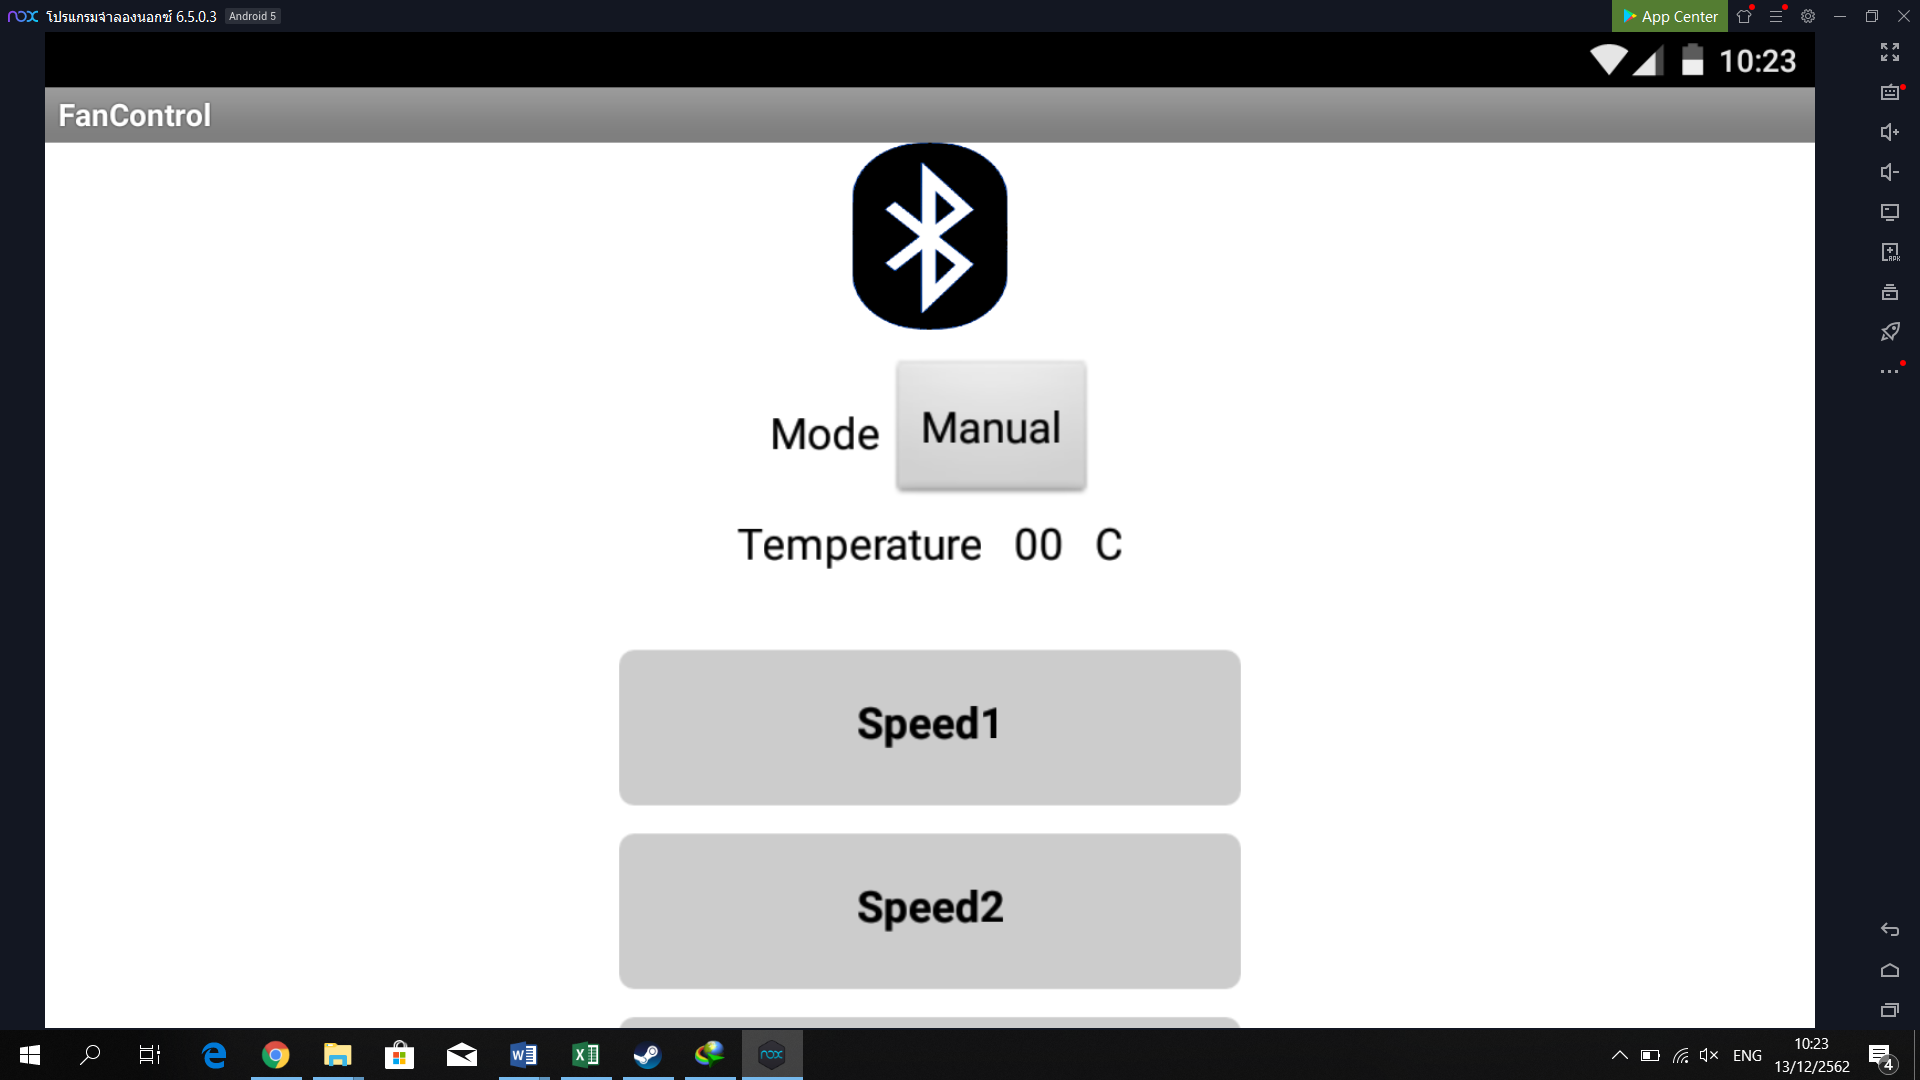 nox โปรแกรมจำลองนอกซ์ 6.5.0.3 Android 5
App Center
10:23
FanControl
Mode Manual
Temperature 00 C
Speed1
Speed2
ENG
10:23
13/12/2562
4